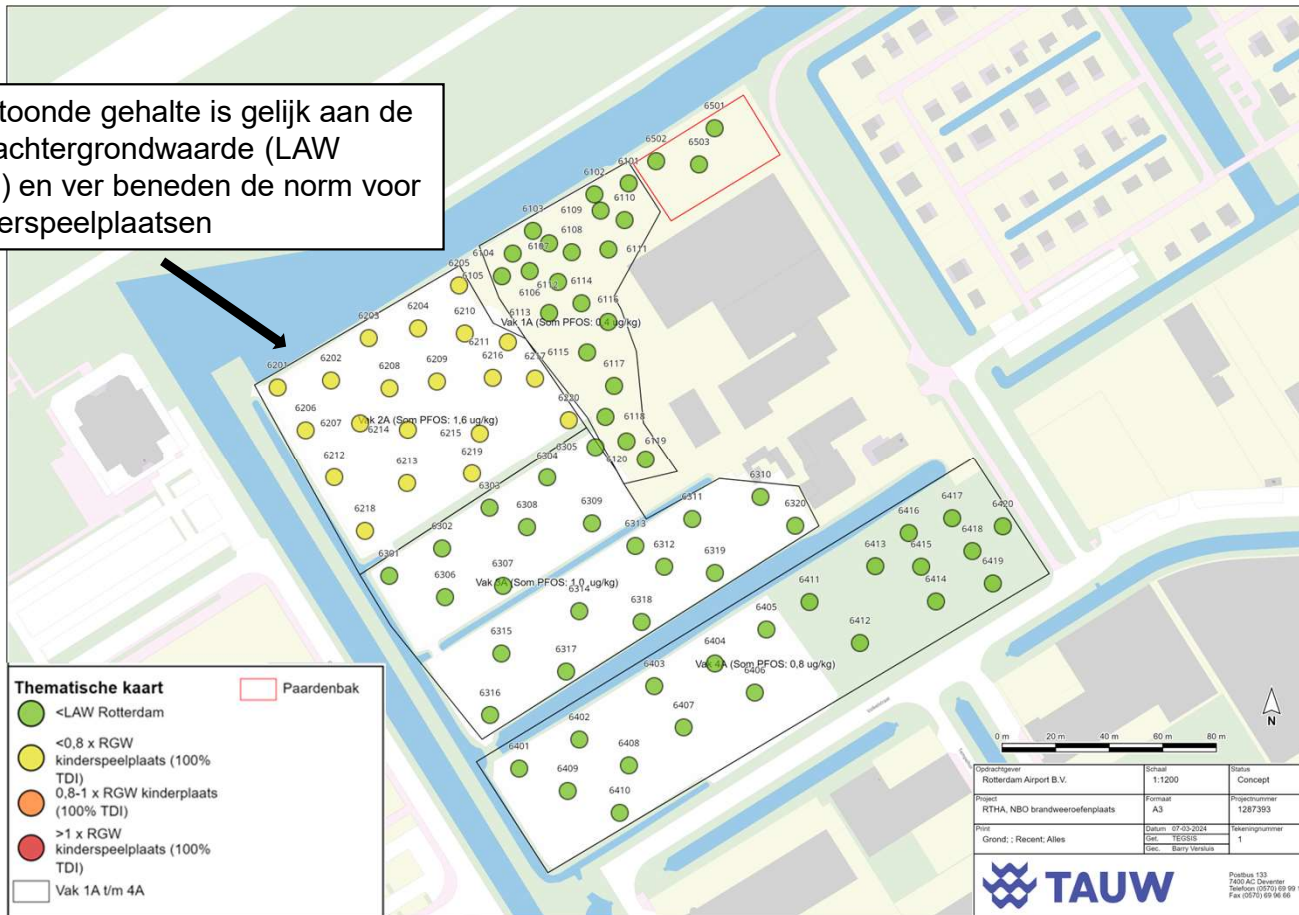 toonde gehalte is gelijk aan de
achtergrondwaarde (LAW
) en ver beneden de norm voor
erspeelplaatsen
6501
6502
6503
6101
6102
6110
6109
6103
6108
6111
6107
6104
6205
6105
6114
6112
6106
6116
6113
Vak 1A (Som PFOS: 0,4 ug/kg)
6204
6210
6203
6211
6115
6216
6217
6117
6202
6209
6208
6201
6220
6118
6206
6207
Vak 2A (Som PFOS: 1,6 ug/kg)
6214
6215
6119
6305
6120
6212
6213
6219
6304
6310
6303
6311
6218
6308
6309
6320
6417
6420
6416
6302
6313
6418
6301
6312
6319
6413
6415
6307
6419
6306
Vak 3A (Som PFOS: 1,0 ug/kg)
6411
6414
6314
6318
6405
6315
6412
6404
6317
6403
Vak 4A (Som PFOS: 0,8 ug/kg)
6406
6316
6407
6402
6401
6408
6409
6410
Thematische kaart
Paardenbak
<LAW Rotterdam
<0,8 x RGW
kinderspeelplaats (100%
TDI)
0,8-1 x RGW kinderplaats
(100% TDI)
>1 x RGW
kinderspeelplaats (100%
TDI)
Vak 1A t/m 4A
N
0 m 20 m 40 m 60 m 80 m
Opdrachtgever Schaal Status
Rotterdam Airport B.V. 1:1200 Concept
Project Formaat Projectnummer
RTHA, NBO brandweeroefenplaats A3 1287393
Print Datum 07-03-2024 Tekeningnummer
Grond; ; Recent; Alles Get. TEGSIS 1
Gec. Barry Versluis
TAUW
Postbus 133
7400 AC Deventer
Telefoon (0570) 69 99
Fax (0570) 69 96 66